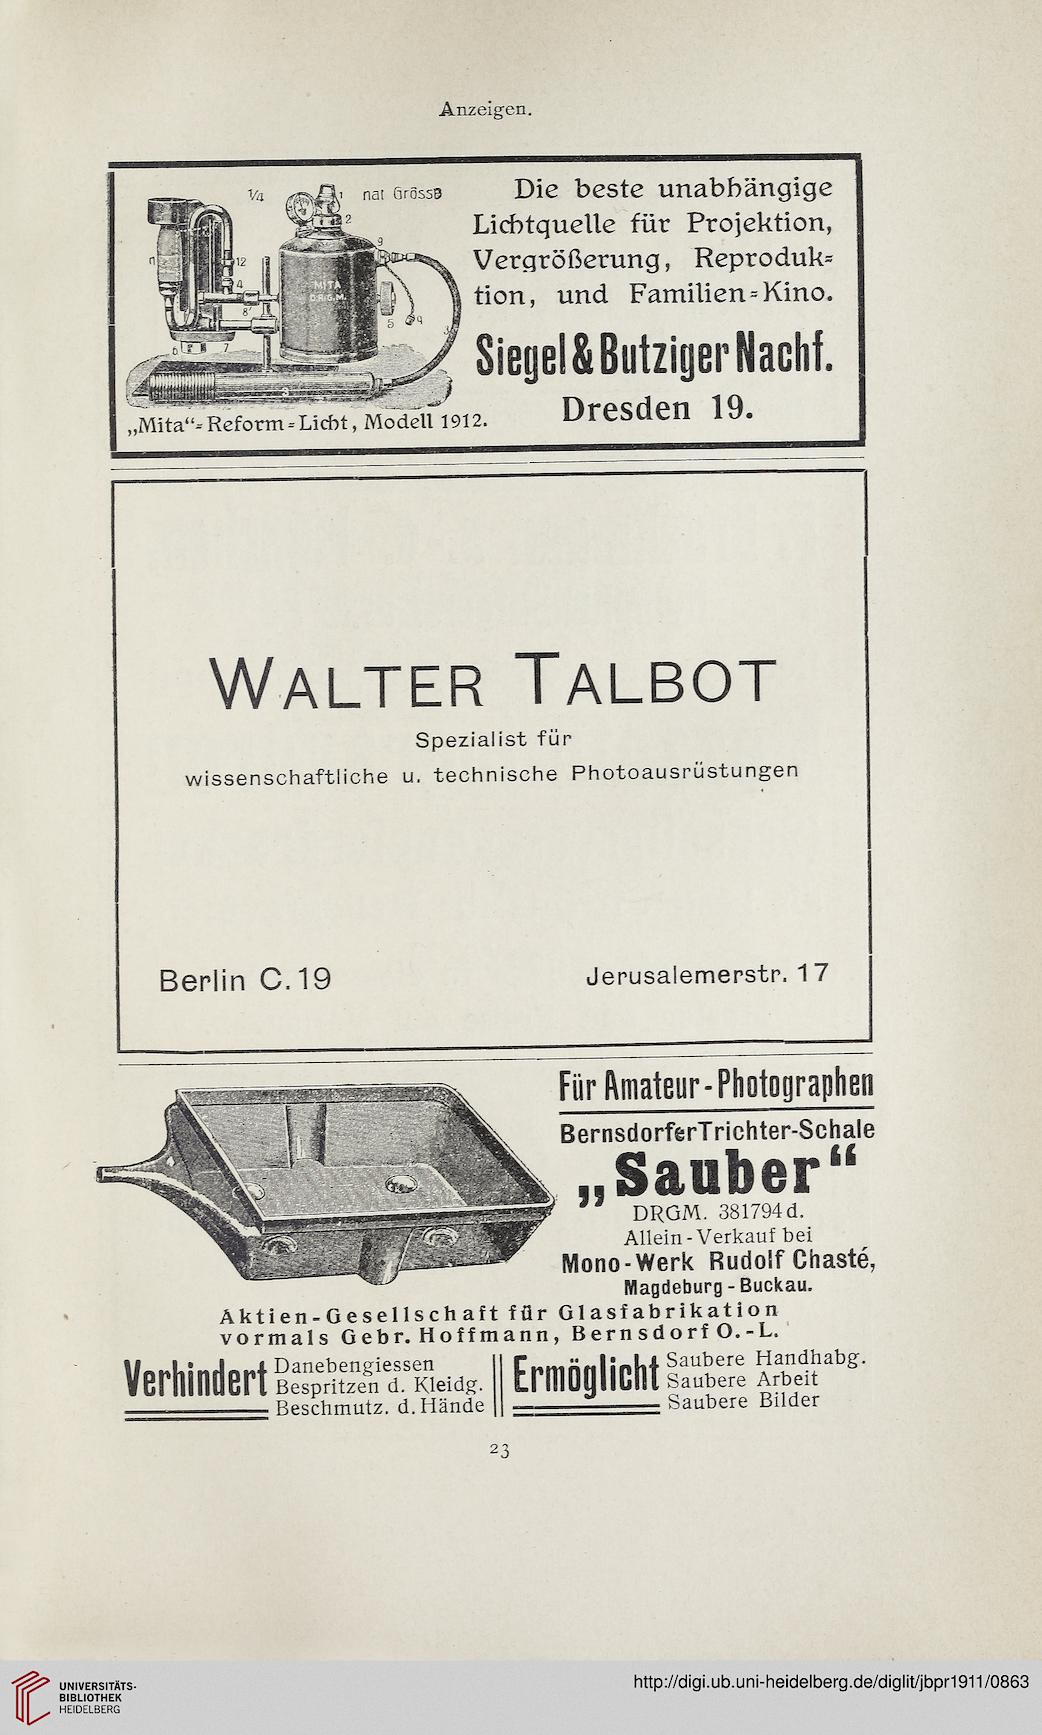 Anzeigen.
¼ nat Grösse
MITA
D.R.G.M.
Die beste unabhängige
Lichtquelle für Projektion,
Vergrößerung, Reproduk-
tion, und Familien-Kino.
Siegel & Butziger Nachf.
Dresden 19.
„Mita“-Reform-Licht, Modell 1912.
WALTER TALBOT
Spezialist für
wissenschaftliche u. technische Photoausrüstungen
Berlin C. 19 Jerusalemerstr. 17
Für Amateur-Photographen
Bernsdorfer Trichter-Schale
„Sauber“
DRGM. 381794 d.
Allein-Verkauf bei
Mono-Werk Rudolf Chasté,
Magdeburg-Buckau.
Aktien-Gesellschaft für Glasfabrikation
vormals Gebr. Hoffmann, Bernsdorf O.-L.
Verhindert
Danebengiessen
Bespritzen d. Kleidg.
Beschmutz. d. Hände
Ermöglicht
Saubere Handhabg.
Saubere Arbeit
Saubere Bilder
23
UNIVERSITÄTS-
BIBLIOTHEK
HEIDELBERG
http://digi.ub.uni-heidelberg.de/diglit/jbpr1911/0863